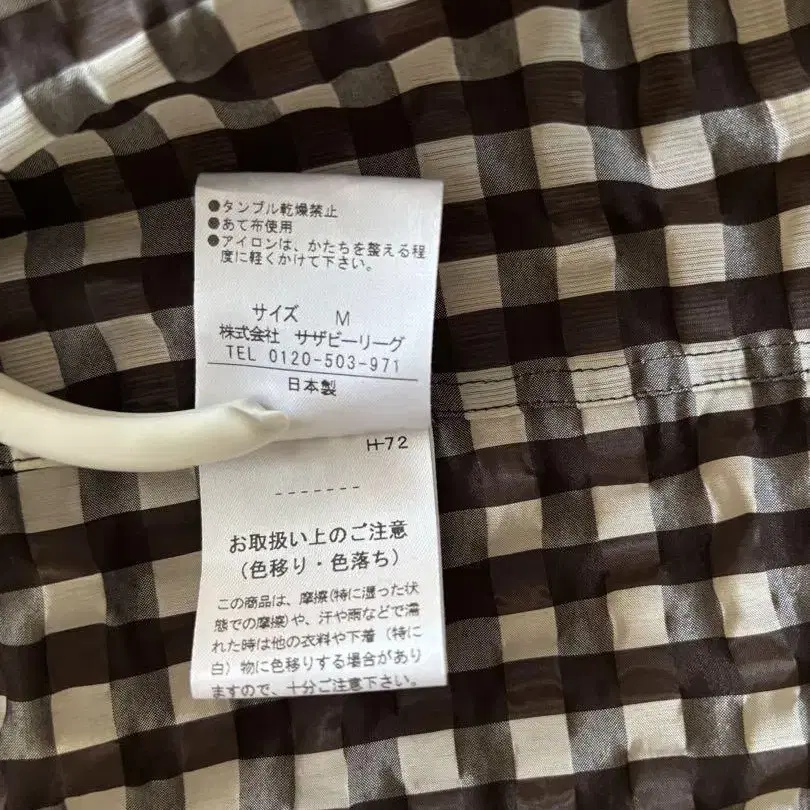 ●タンブル乾燥禁止
●あて布使用
●アイロンは、かたちを整える程
度に軽くかけて下さい。
サイズ M
株式会社 サザビーリーグ
TEL 0120-503-971
日本製
H-72
-------
お取扱い上のご注意
(色移り・色落ち)
この商品は、摩擦(特に湿った状
態での摩擦)や、汗や雨などで濡
れた時は他の衣料や下着(特に
白)物に色移りする場合があり
ますので、十分ご注意下さい。